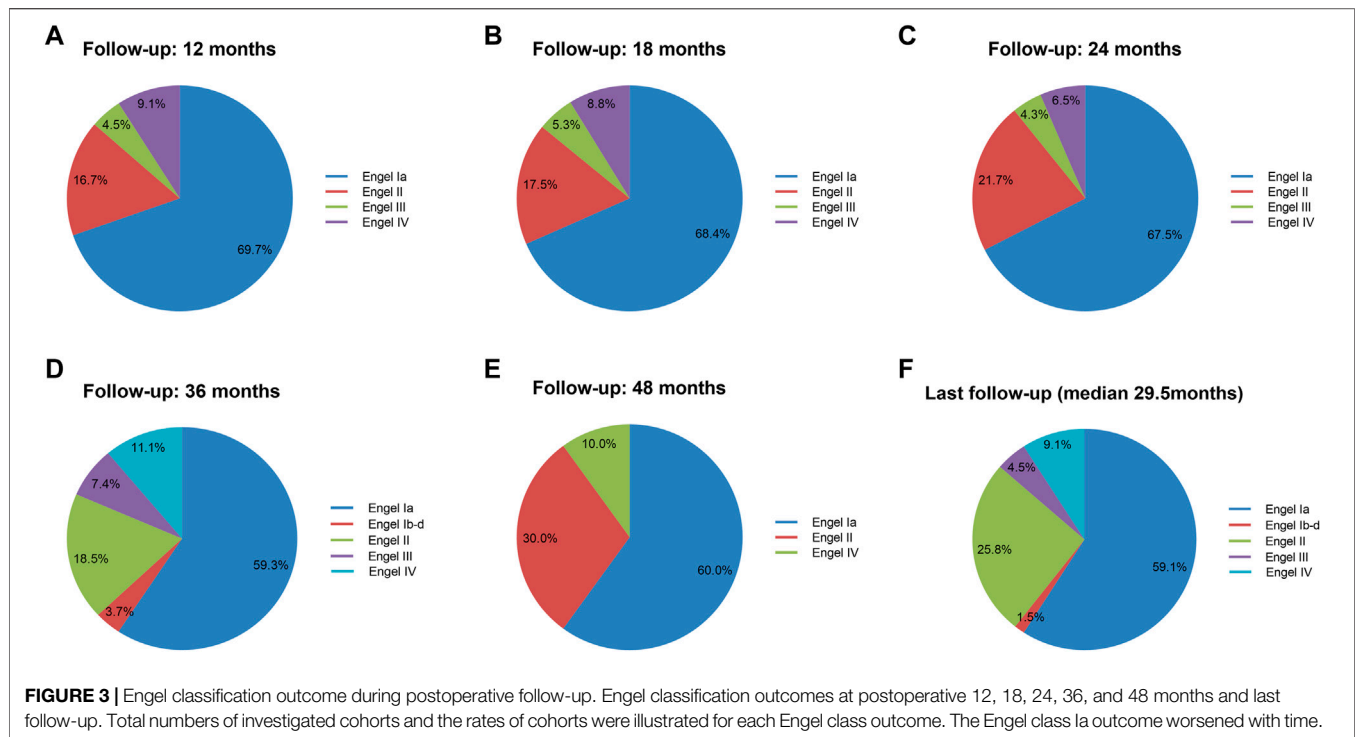 A
Follow-up: 12 months
9.1%
4.5%
16.7%
69.7%
Engel Ia
Engel II
Engel III
Engel IV
B
Follow-up: 18 months
8.8%
5.3%
17.5%
68.4%
Engel Ia
Engel II
Engel III
Engel IV
C
Follow-up: 24 months
6.5%
4.3%
21.7%
67.5%
Engel Ia
Engel II
Engel III
Engel IV
D
Follow-up: 36 months
11.1%
7.4%
18.5%
3.7%
59.3%
Engel Ia
Engel Ib-d
Engel II
Engel III
Engel IV
E
Follow-up: 48 months
10.0%
30.0%
60.0%
Engel Ia
Engel II
Engel IV
F
Last follow-up (median 29.5months)
9.1%
4.5%
25.8%
1.5%
59.1%
Engel Ia
Engel Ib-d
Engel II
Engel III
Engel IV
FIGURE 3 | Engel classification outcome during postoperative follow-up. Engel classification outcomes at postoperative 12, 18, 24, 36, and 48 months and last
follow-up. Total numbers of investigated cohorts and the rates of cohorts were illustrated for each Engel class outcome. The Engel class Ia outcome worsened with time.